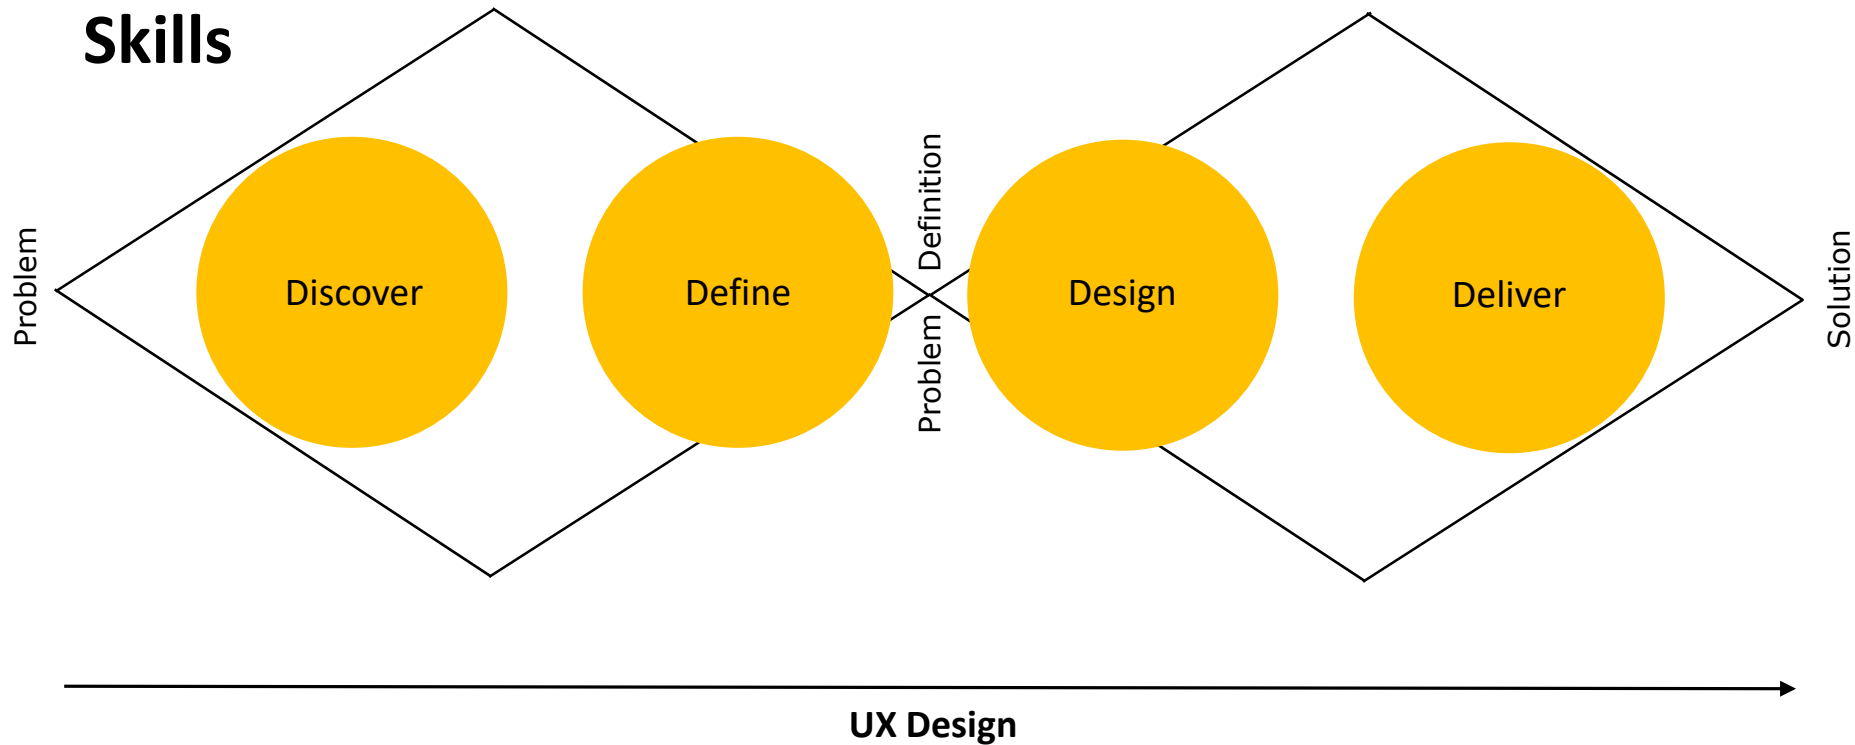 Skills
Problem
Discover
Define
Problem Definition
Design
Deliver
Solution
UX Design